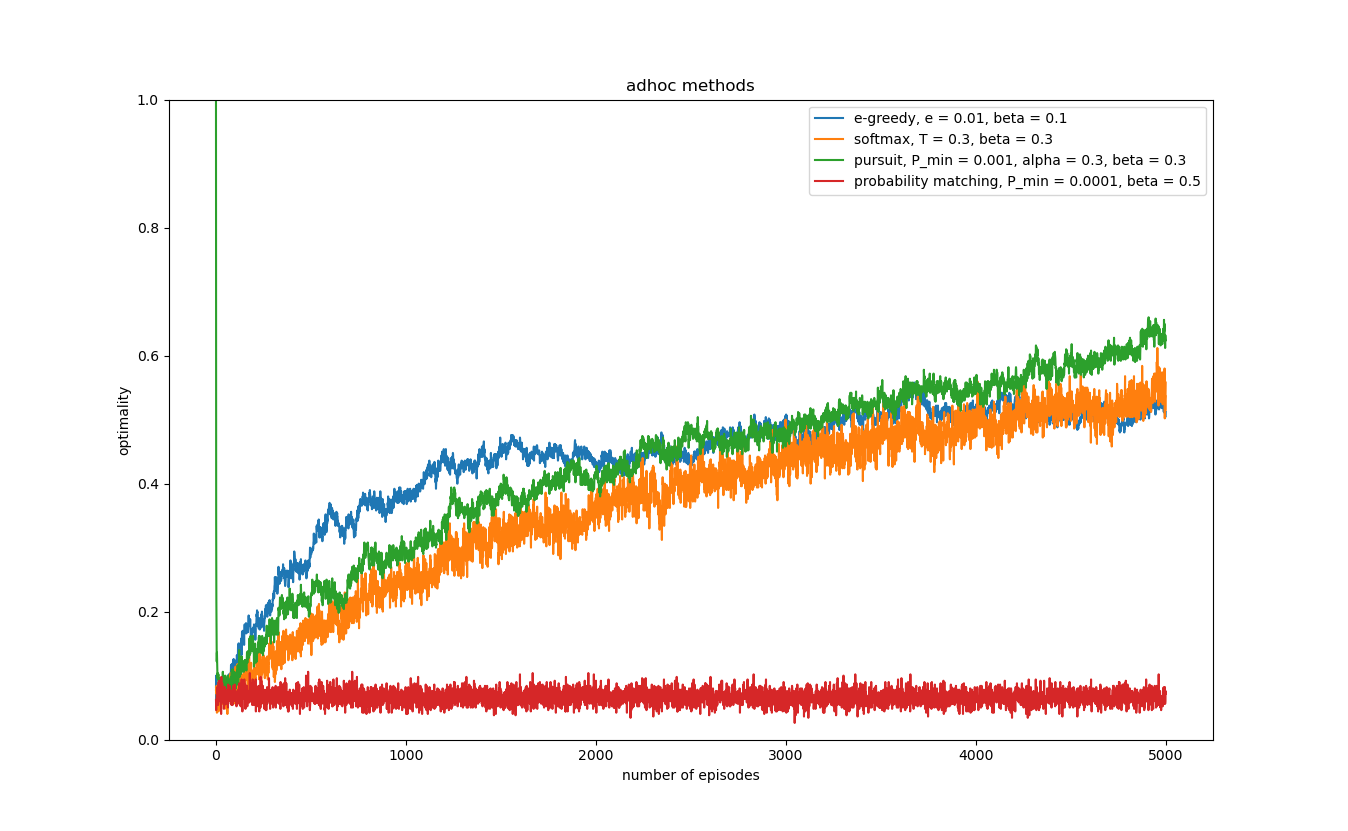 adhoc methods
e-greedy, e = 0.01, beta = 0.1
softmax, T = 0.3, beta = 0.3
pursuit, P_min = 0.001, alpha = 0.3, beta = 0.3
probability matching, P_min = 0.0001, beta = 0.5
1.0
0.8
0.6
0.4
0.2
0.0
optimality
0
1000
2000
3000
4000
5000
number of episodes